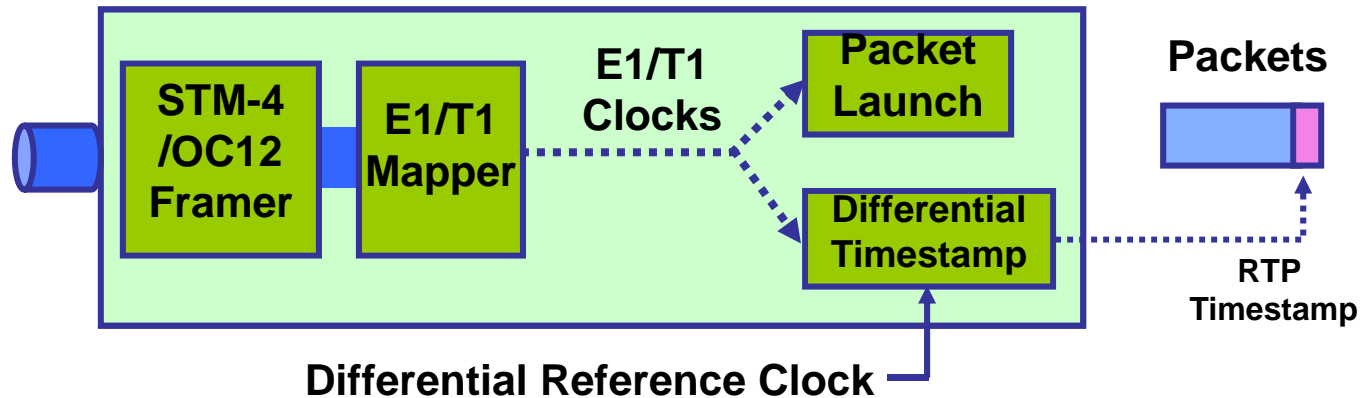 STM-4
/OC12
Framer
E1/T1
Mapper
E1/T1
Clocks
Packet
Launch
Differential
Timestamp
Packets
RTP
Timestamp
Differential Reference Clock